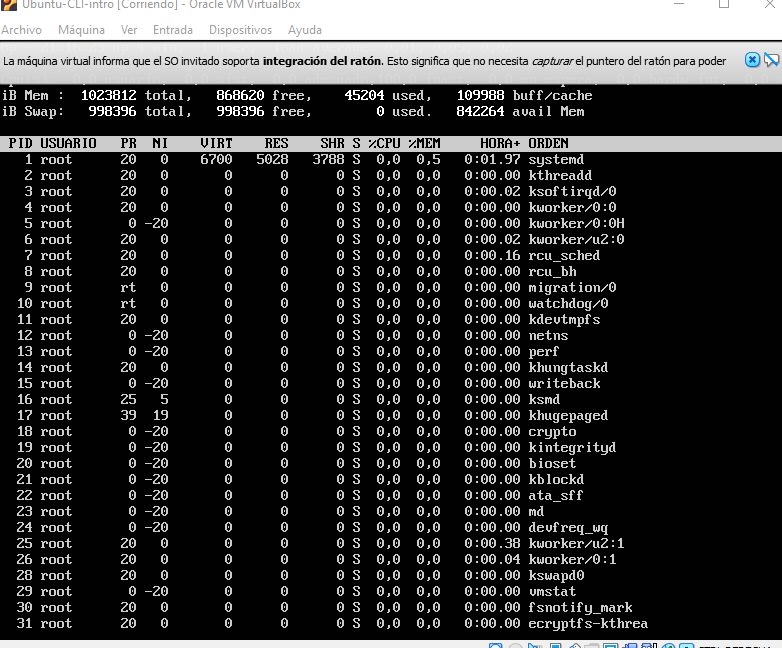 Ubuntu-CLI-intro [Corriendo] - Oracle VM VirtualBox
Archivo Máquina Ver Entrada Dispositivos Ayuda
La máquina virtual informa que el SO invitado soporta integración del ratón. Esto significa que no necesita capturar el puntero del ratón para poder
iB Mem : 1023812 total, 868620 free, 45204 used, 109988 buff/cache
iB Swap: 998396 total, 998396 free, 0 used. 842264 avail Mem
PID USUARIO PR NI VIRT RES SHR S %CPU %MEM HORA+ ORDEN
1 root 20 0 6700 5028 3788 S 0,0 0,5 0:01.97 systemd
2 root 20 0 0 0 0 S 0,0 0,0 0:00.00 kthreadd
3 root 20 0 0 0 0 S 0,0 0,0 0:00.02 ksoftirqd/0
4 root 20 0 0 0 0 S 0,0 0,0 0:00.00 kworker/0:0
5 root 0 -20 0 0 0 S 0,0 0,0 0:00.00 kworker/0:0H
6 root 20 0 0 0 0 S 0,0 0,0 0:00.02 kworker/u2:0
7 root 20 0 0 0 0 S 0,0 0,0 0:00.16 rcu_sched
8 root 20 0 0 0 0 S 0,0 0,0 0:00.00 rcu_bh
9 root rt 0 0 0 0 S 0,0 0,0 0:00.00 migration/0
10 root rt 0 0 0 0 S 0,0 0,0 0:00.00 watchdog/0
11 root 20 0 0 0 0 S 0,0 0,0 0:00.00 kdevtmpfs
12 root 0 -20 0 0 0 S 0,0 0,0 0:00.00 netns
13 root 0 -20 0 0 0 S 0,0 0,0 0:00.00 perf
14 root 20 0 0 0 0 S 0,0 0,0 0:00.00 khungtaskd
15 root 0 -20 0 0 0 S 0,0 0,0 0:00.00 writeback
16 root 25 5 0 0 0 S 0,0 0,0 0:00.00 ksmd
17 root 39 19 0 0 0 S 0,0 0,0 0:00.00 khugepaged
18 root 0 -20 0 0 0 S 0,0 0,0 0:00.00 crypto
19 root 0 -20 0 0 0 S 0,0 0,0 0:00.00 kintegrityd
20 root 0 -20 0 0 0 S 0,0 0,0 0:00.00 bioset
21 root 0 -20 0 0 0 S 0,0 0,0 0:00.00 kblockd
22 root 0 -20 0 0 0 S 0,0 0,0 0:00.00 ata_sff
23 root 0 -20 0 0 0 S 0,0 0,0 0:00.00 md
24 root 0 -20 0 0 0 S 0,0 0,0 0:00.00 devfreq_wq
25 root 20 0 0 0 0 S 0,0 0,0 0:00.38 kworker/u2:1
26 root 20 0 0 0 0 S 0,0 0,0 0:00.04 kworker/0:1
28 root 20 0 0 0 0 S 0,0 0,0 0:00.00 kswapd0
29 root 0 -20 0 0 0 S 0,0 0,0 0:00.00 vmstat
30 root 20 0 0 0 0 S 0,0 0,0 0:00.00 fsnotify_mark
31 root 20 0 0 0 0 S 0,0 0,0 0:00.00 ecryptfs-kthrea